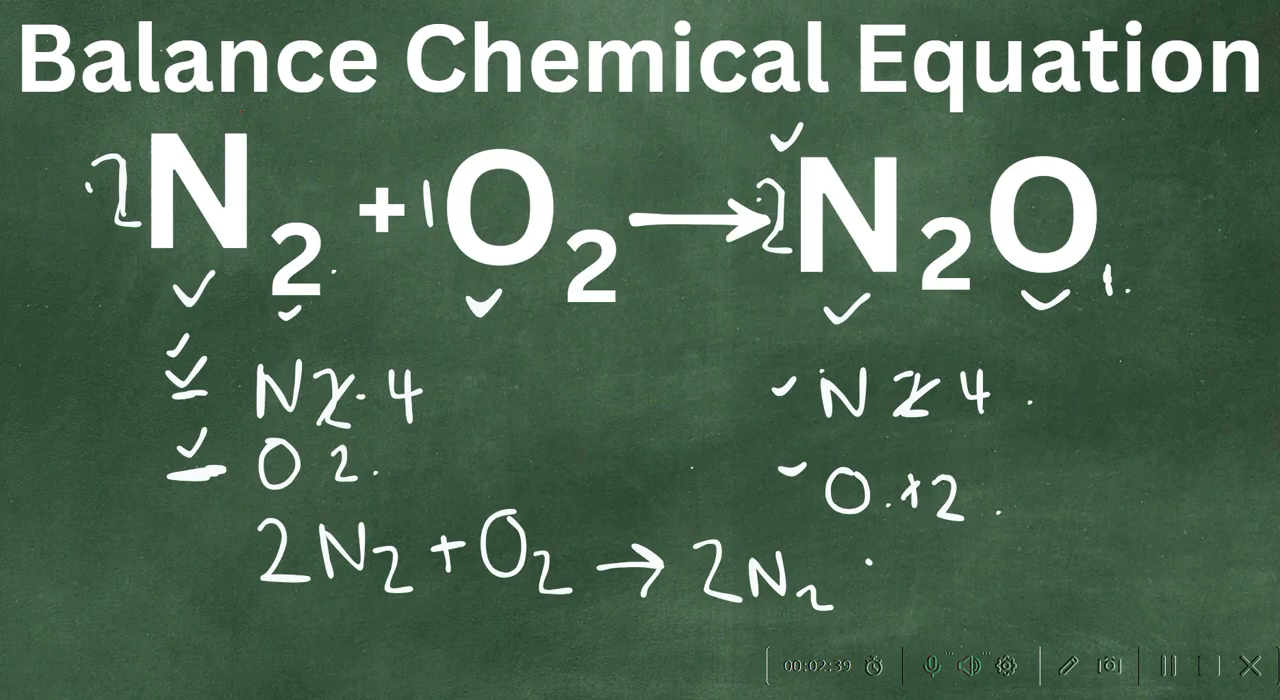 Balance Chemical Equation
2N2 + 1O2 → 2N2O 1.
N 2. 4 N 2 4 .
O 2. O . 1 2 .
2N2 + O2 → 2N2
00:02:39